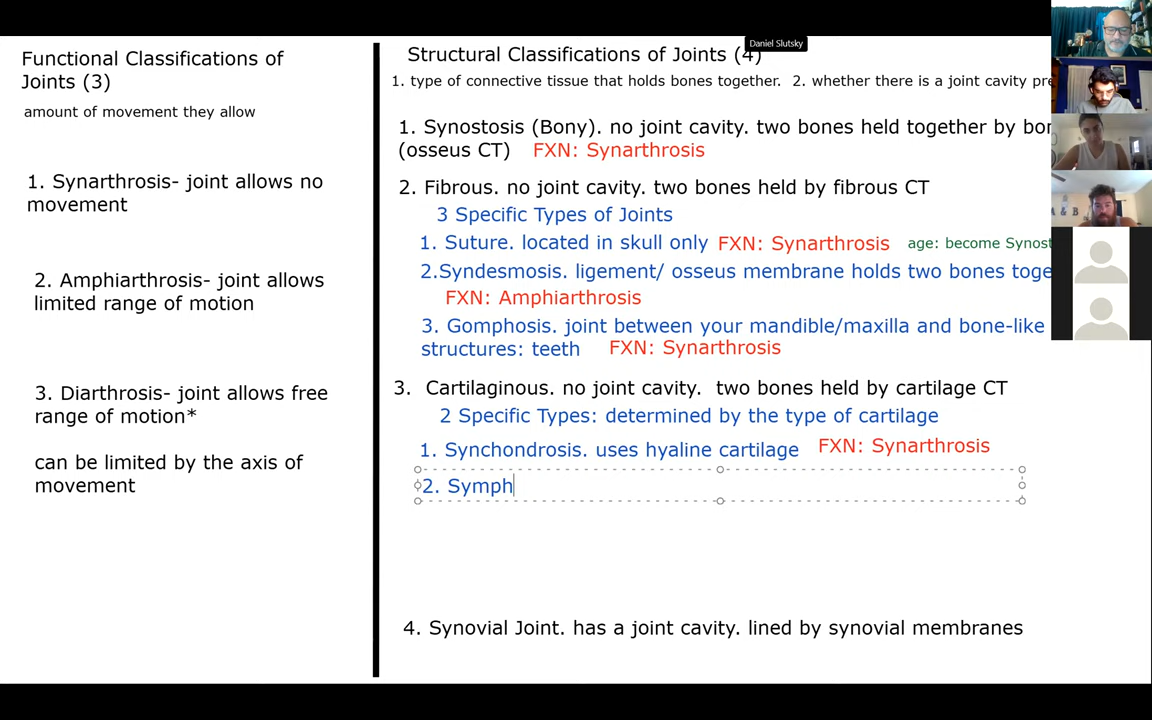 Functional Classifications of
Joints (3)
amount of movement they allow
1. Synarthrosis- joint allows no
movement
2. Amphiarthrosis- joint allows
limited range of motion
3. Diarthrosis- joint allows free
range of motion*
can be limited by the axis of
movement
Daniel Slutsky
Structural Classifications of Joints (4)
1. type of connective tissue that holds bones together. 2. whether there is a joint cavity
1. Synostosis (Bony). no joint cavity. two bones held together by
(osseus CT) FXN: Synarthrosis
2. Fibrous. no joint cavity. two bones held by fibrous CT
3 Specific Types of Joints
1. Suture. located in skull only FXN: Synarthrosis age: become
2.Syndesmosis. ligement/ osseus membrane holds two bones
FXN: Amphiarthrosis
3. Gomphosis. joint between your mandible/maxilla and bone-like
structures: teeth FXN: Synarthrosis
3. Cartilaginous. no joint cavity. two bones held by cartilage CT
2 Specific Types: determined by the type of cartilage
1. Synchondrosis. uses hyaline cartilage FXN: Synarthrosis
2. Symph
4. Synovial Joint. has a joint cavity. lined by synovial membranes